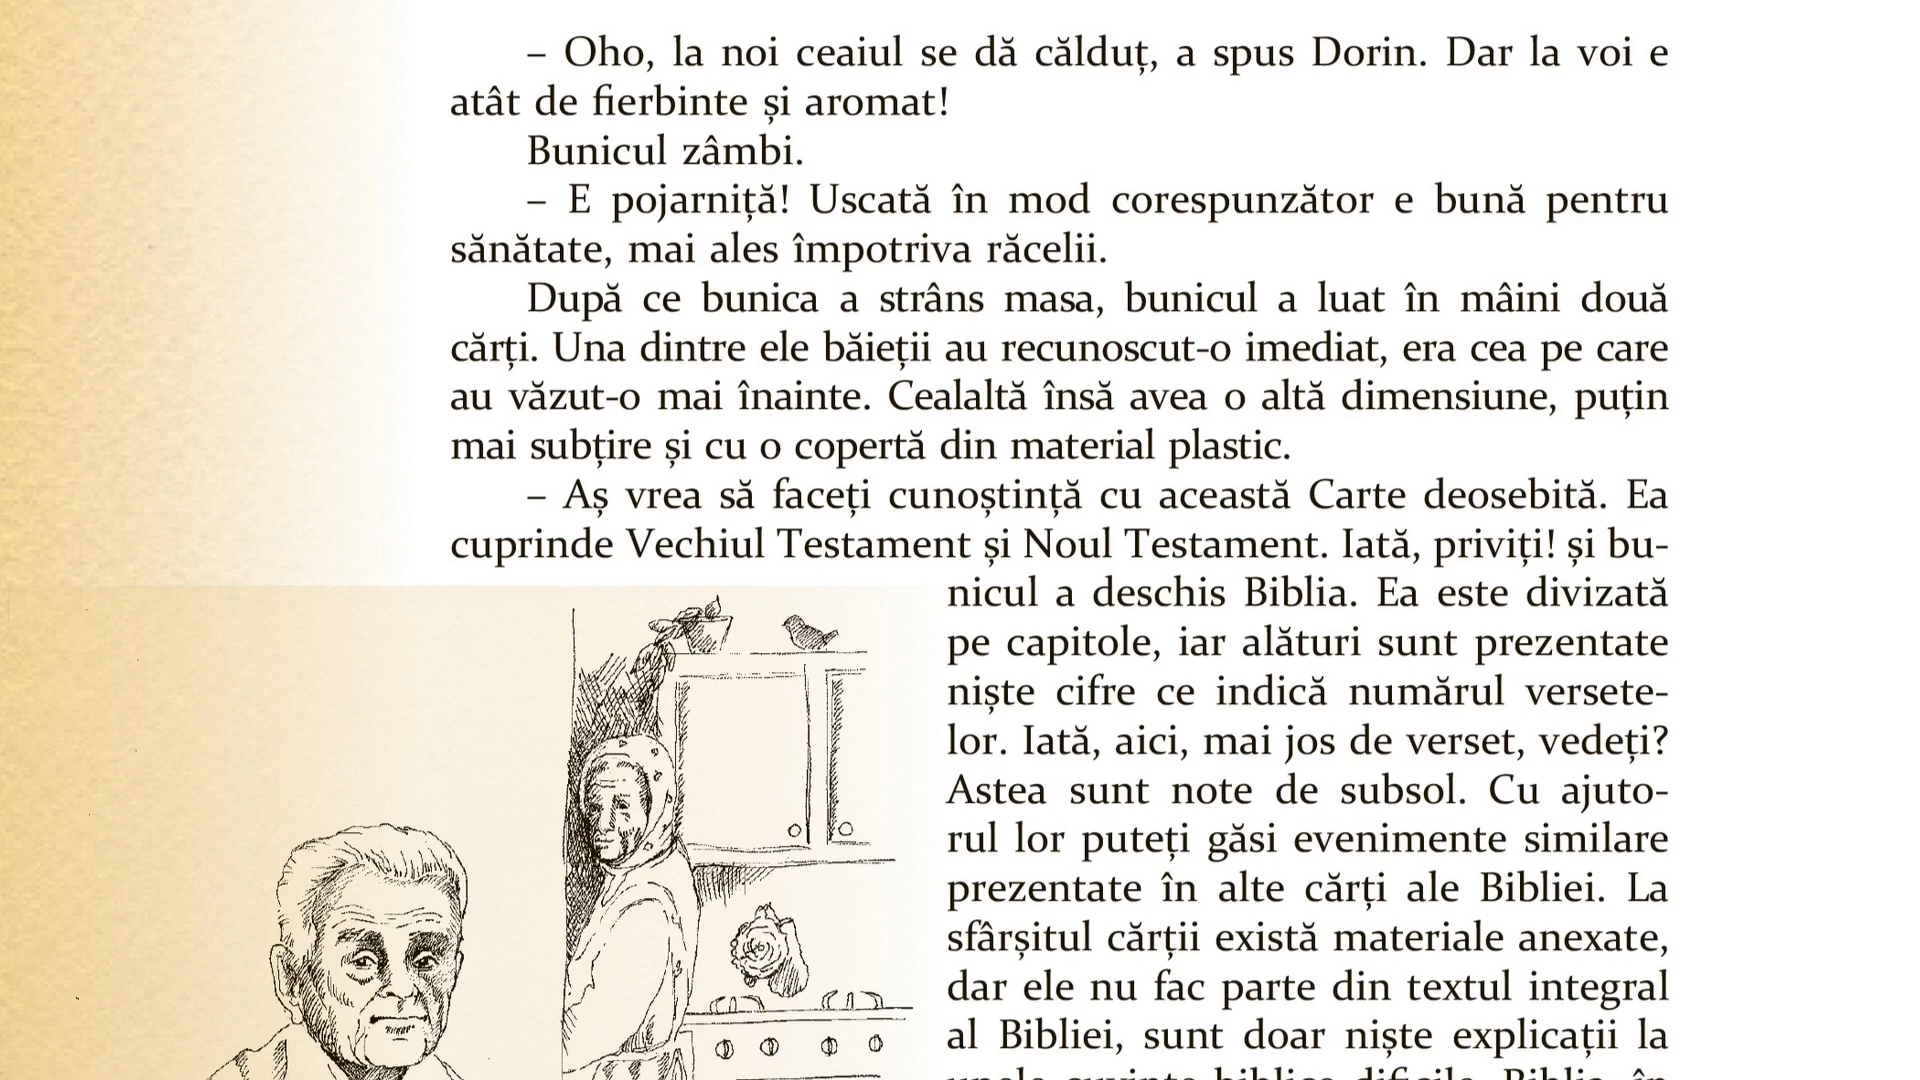 – Oho, la noi ceaiul se dă călduț, a spus Dorin. Dar la voi e
atât de fierbinte și aromat!
Bunicul zâmbi.
– E pojarniță! Uscată în mod corespunzător e bună pentru
sănătate, mai ales împotriva răcelii.
După ce bunica a strâns masa, bunicul a luat în mâini două
cărți. Una dintre ele băieții au recunoscut-o imediat, era cea pe care
au văzut-o mai înainte. Cealaltă însă avea o altă dimensiune, puțin
mai subțire și cu o copertă din material plastic.
– Aș vrea să faceți cunoștință cu această Carte deosebită. Ea
cuprinde Vechiul Testament și Noul Testament. Iată, priviți! și bu-
nicul a deschis Biblia. Ea este divizată
pe capitole, iar alături sunt prezentate
niște cifre ce indică numărul versete-
lor. Iată, aici, mai jos de verset, vedeți?
Astea sunt note de subsol. Cu ajuto-
rul lor puteți găsi evenimente similare
prezentate în alte cărți ale Bibliei. La
sfârșitul cărții există materiale anexate,
dar ele nu fac parte din textul integral
al Bibliei, sunt doar niște explicații la